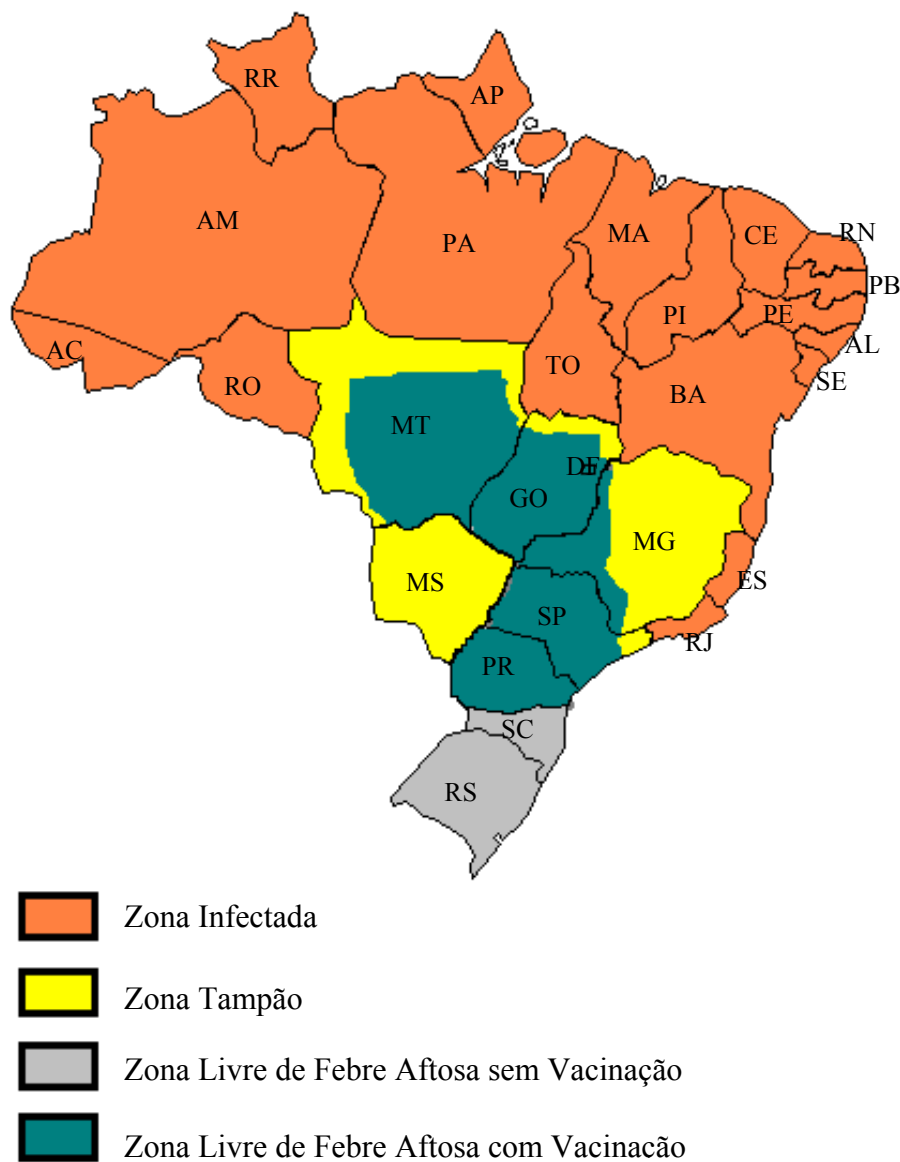 RR
AP
AM
PA
MA
CE
RN
PB
PE
PI
AC
AL
TO
RO
SE
BA
MT
DF
GO
MG
MS
ES
SP
RJ
PR
SC
RS
Zona Infectada
Zona Tampão
Zona Livre de Febre Aftosa sem Vacinação
Zona Livre de Febre Aftosa com Vacinacão